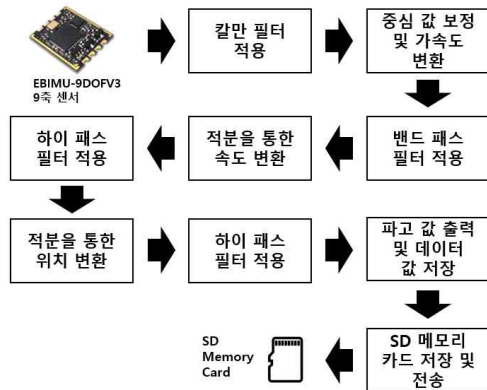 EBIMU-9DOFV3
9축 센서
칼만 필터
적용
중심 값 보정
및 가속도
변환
밴드 패스
필터 적용
적분을 통한
속도 변환
하이 패스
필터 적용
적분을 통한
위치 변환
하이 패스
필터 적용
파고 값 출력
및 데이터
값 저장
SD 메모리
카드 저장 및
전송
SD
Memory
Card